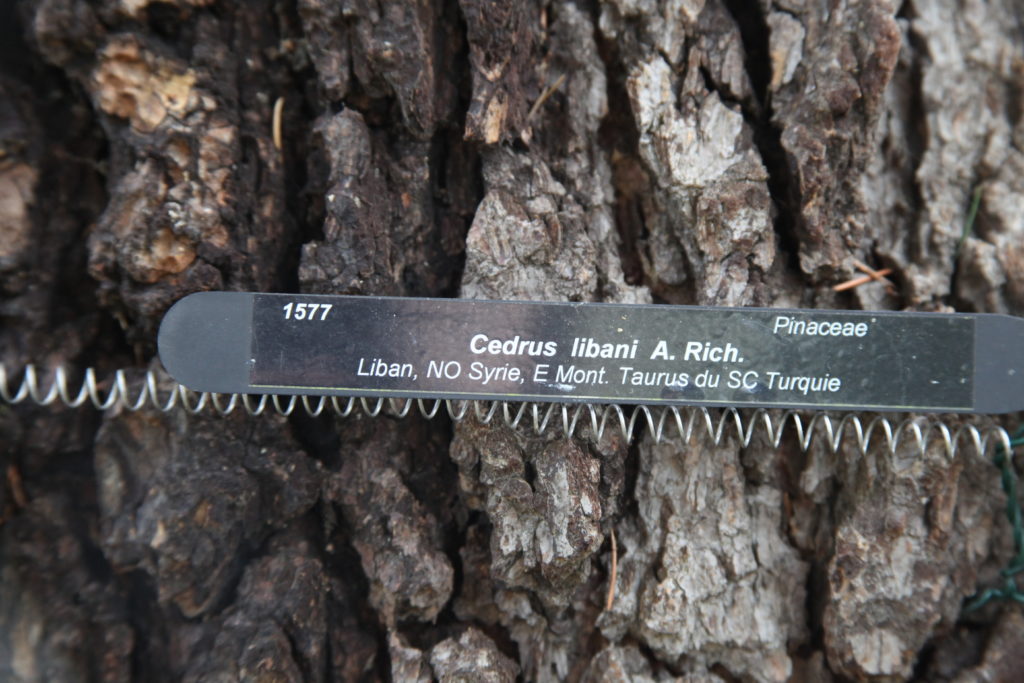 1577
Pinaceae
Cedrus libani A. Rich.
Liban, NO Syrie, E Mont. Taurus du SC Turquie